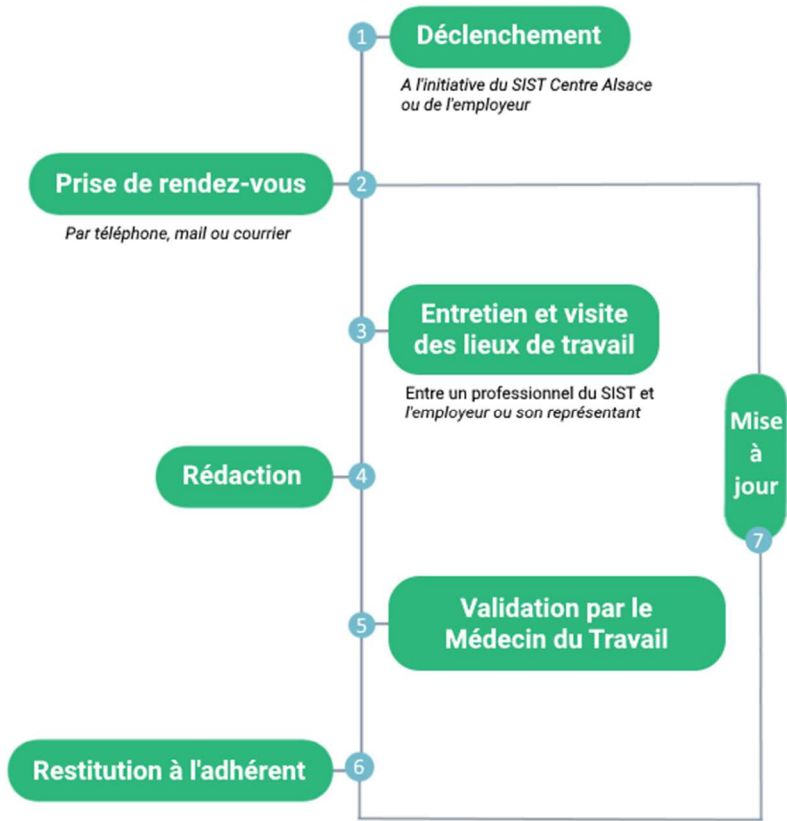 1
Déclenchement
A l'initiative du SIST Centre Alsace
ou de l'employeur
Prise de rendez-vous
2
Par téléphone, mail ou courrier
3
Entretien et visite
des lieux de travail
Entre un professionnel du SIST et
l'employeur ou son représentant
Rédaction
4
5
Validation par le
Médecin du Travail
Restitution à l'adhérent
6
Mise
à
jour
7